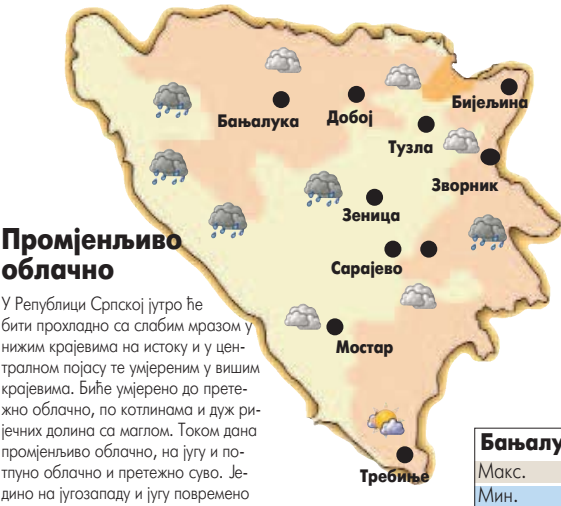 Бијељина
Бањалука
Добој
Тузла
Зворник
Зеница
Сарајево
Мостар
Требиње
Промјенљиво
облачно
У Републици Српској јутро ће
бити прохладно са слабим мразом у
нижим крајевима на истоку и у цен-
тралном појасу те умјереним у вишим
крајевима. Биће умјерено до прете-
жно облачно, по котлинама и дуж ри-
јечних долина са маглом. Током дана
промјенљиво облачно, на југу и по-
тпуно облачно и претежно суво. Је-
дино на југозападу и југу повремено
Макс.
Мин.